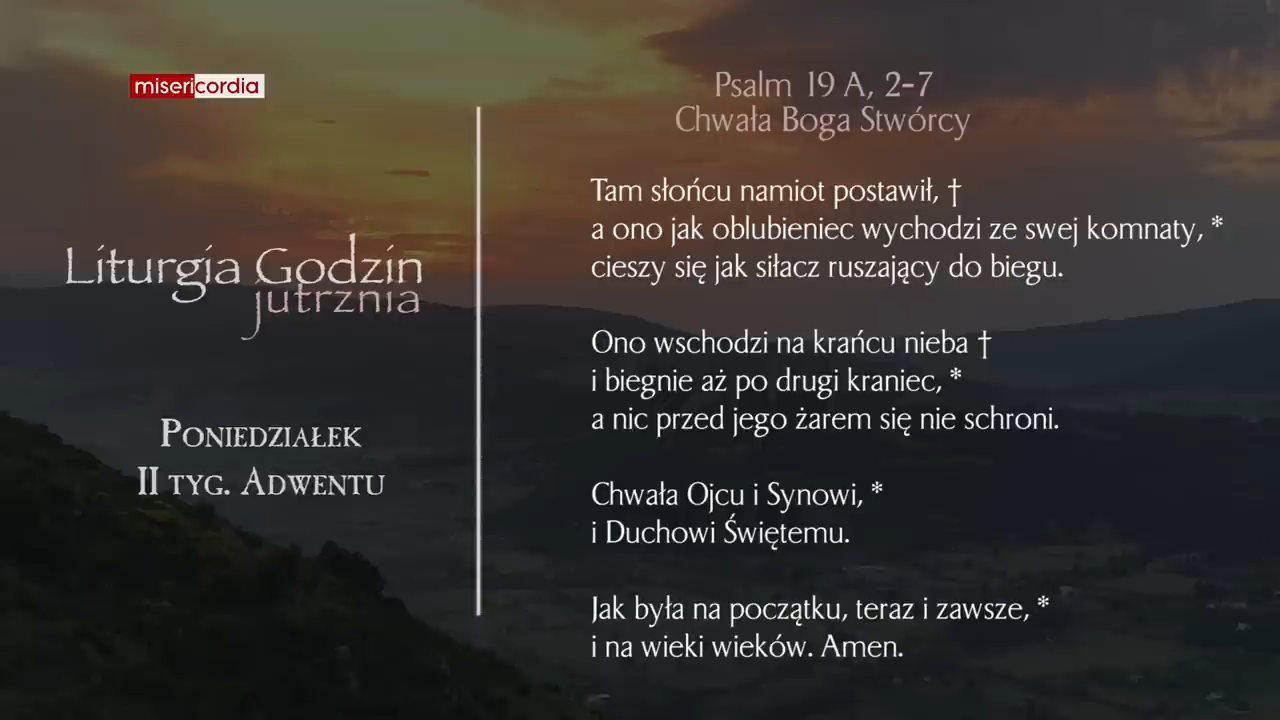 misericordia
Liturgia Godzin
jutrznia
Poniedziałek
II tyg. Adwentu
Psalm 19 A, 2-7
Chwała Boga Stwórcy
Tam słońcu namiot postawił, †
a ono jak oblubieniec wychodzi ze swej komnaty, *
cieszy się jak siłacz ruszający do biegu.
Ono wschodzi na krańcu nieba †
i biegnie aż po drugi kraniec, *
a nic przed jego żarem się nie schroni.
Chwała Ojcu i Synowi, *
i Duchowi Świętemu.
Jak była na początku, teraz i zawsze, *
i na wieki wieków. Amen.